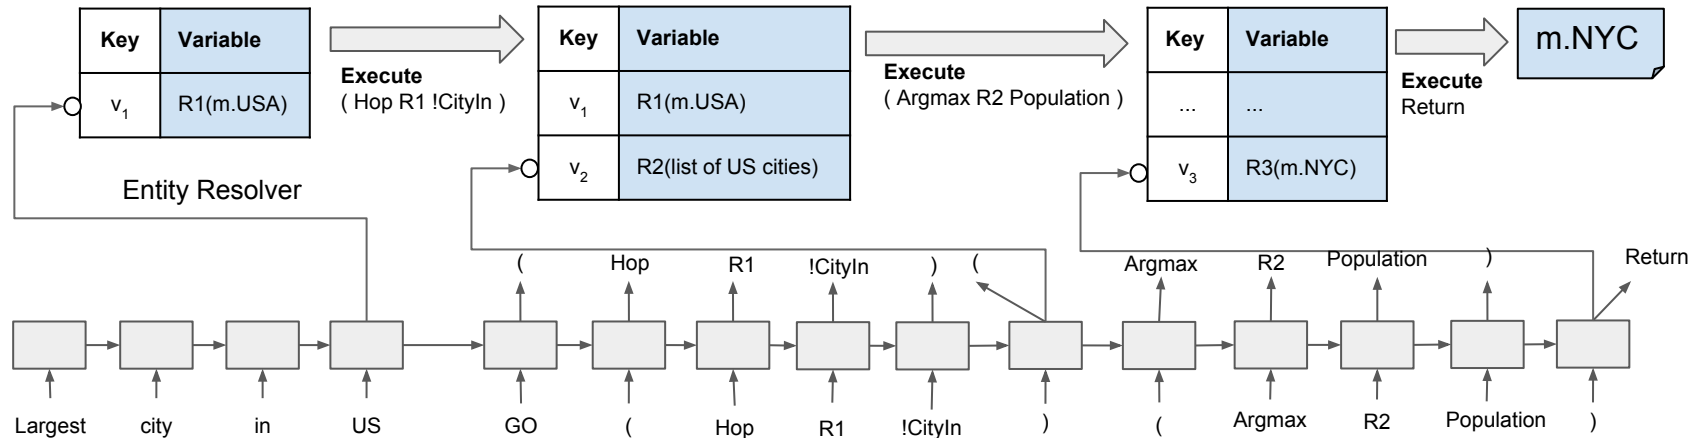 Key Variable
v1 R1(m.USA)
Execute
( Hop R1 !CityIn )
Key Variable
v1 R1(m.USA)
v2 R2(list of US cities)
Execute
( Argmax R2 Population )
Key Variable
... ...
v3 R3(m.NYC)
Execute
Return
m.NYC
Entity Resolver
( Hop R1 !CityIn ) ( Argmax R2 Population ) Return
Largest city in US GO ( Hop R1 !CityIn ) ( Argmax R2 Population )